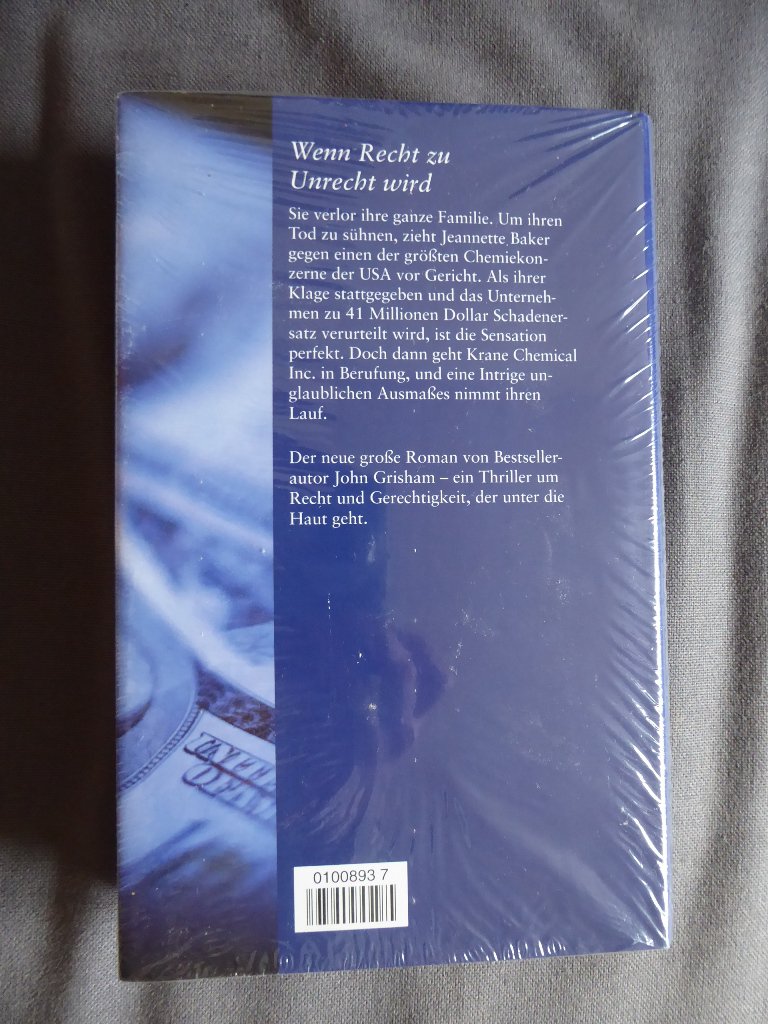 Wenn Recht zu
Unrecht wird
Sie verlor ihre ganze Familie. Um ihren
Tod zu sühnen, zieht Jeannette Baker
gegen einen der größten Chemiekon-
zerne der USA vor Gericht. Als ihrer
Klage stattgegeben und das Unterneh-
men zu 41 Millionen Dollar Schadener-
satz verurteilt wird, ist die Sensation
perfekt. Doch dann geht Krane Chemical
Inc. in Berufung, und eine Intrige un-
glaublichen Ausmaßes nimmt ihren
Lauf.
Der neue große Roman von Bestseller-
autor John Grisham – ein Thriller um
Recht und Gerechtigkeit, der unter die
Haut geht.
0100893 7